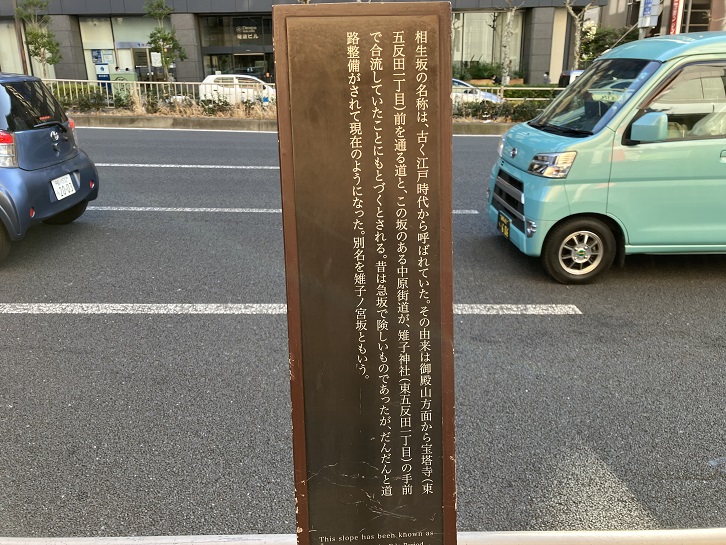 相生坂の名称は、古く江戸時代から呼ばれていた。その由来は御殿山方面から宝塔寺（東
五反田一丁目）前を通る道と、この坂のある中原街道が、雉子神社（東五反田一丁目）の手前
で合流していたことにもとづくとされる。昔は急坂で険しいものであったが、だんだんと道
路整備がされて現在のようになった。別名を雉子ノ宮坂ともいう。
This slope has been known as
Period